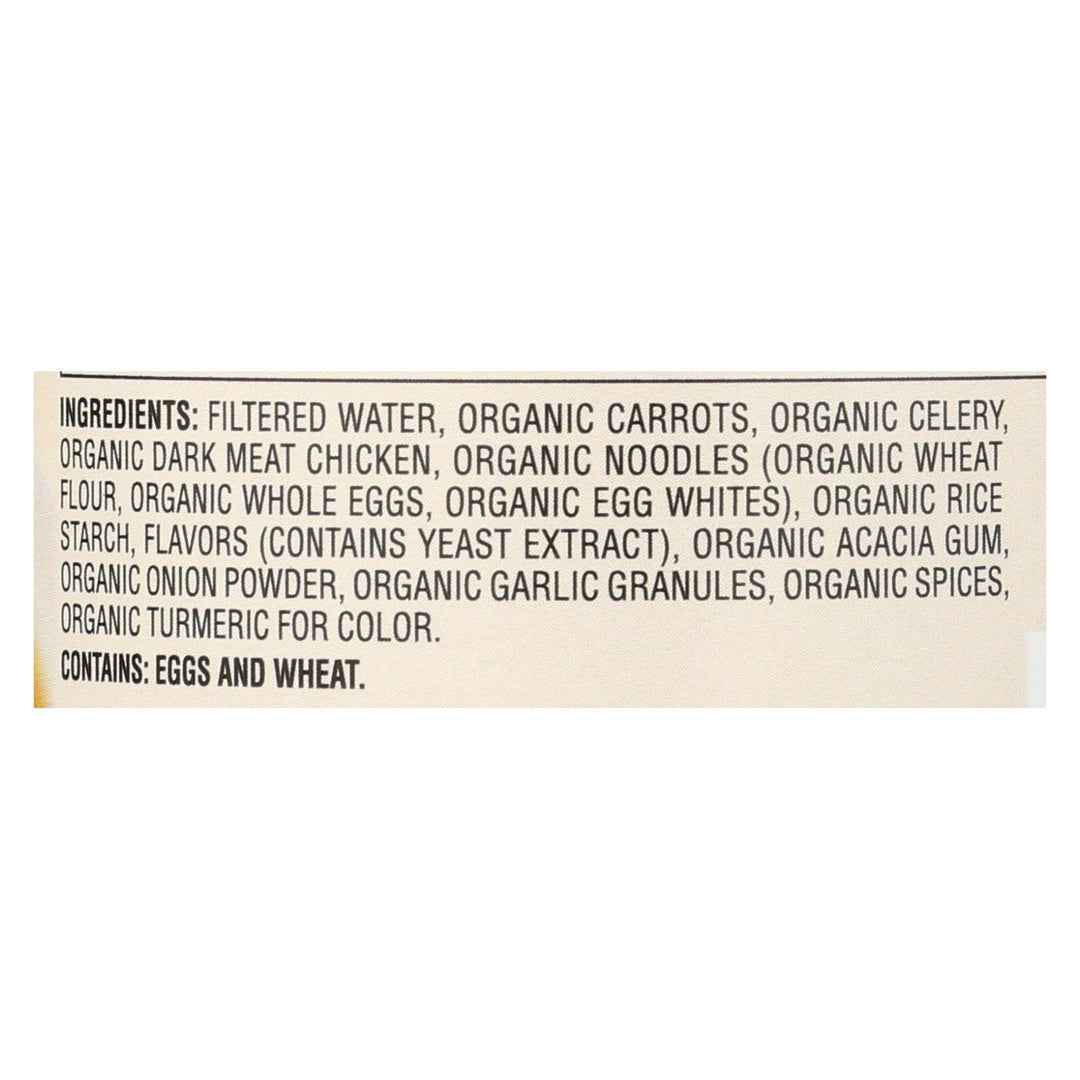 INGREDIENTS: FILTERED WATER, ORGANIC CARROTS, ORGANIC CELERY,
ORGANIC DARK MEAT CHICKEN, ORGANIC NOODLES (ORGANIC WHEAT
FLOUR, ORGANIC WHOLE EGGS, ORGANIC EGG WHITES), ORGANIC RICE
STARCH, FLAVORS (CONTAINS YEAST EXTRACT), ORGANIC ACACIA GUM,
ORGANIC ONION POWDER, ORGANIC GARLIC GRANULES, ORGANIC SPICES,
ORGANIC TURMERIC FOR COLOR.
CONTAINS: EGGS AND WHEAT.